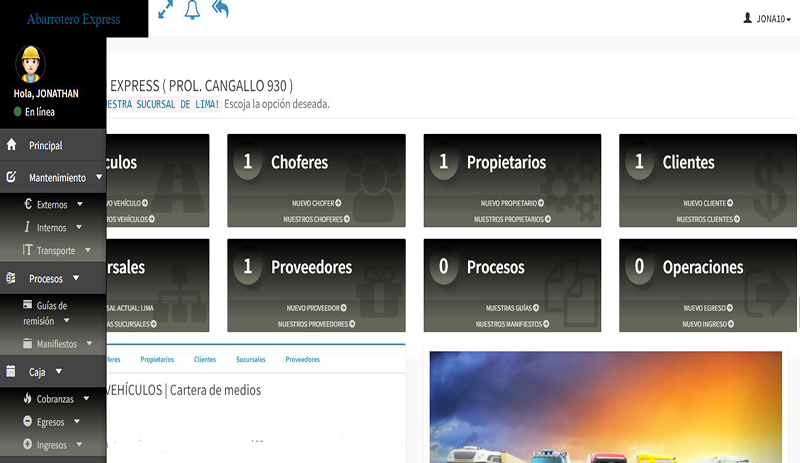 Abarrotero Express
JONA10
Hola, JONATHAN
En línea
Principal
Mantenimiento
Externos
Internos
Transporte
Procesos
Guías de
remisión
Manifiestos
Caja
Cobranzas
Egresos
Ingresos
EXPRESS ( PROL. CANGALLO 930 )
ESTRA SUCURSAL DE LIMA! Escoja la opción deseada.
culos
VO VEHÍCULO
ROS VEHÍCULOS
1 Choferes
NUEVO CHOFER
NUESTROS CHOFERES
1 Propietarios
NUEVO PROPIETARIO
NUESTROS PROPIETARIOS
1 Clientes
NUEVO CLIENTE
NUESTROS CLIENTES
rsales
SAL ACTUAL: LIMA
AS SUCURSALES
1 Proveedores
NUEVO PROVEEDOR
NUESTROS PROVEEDORES
0 Procesos
NUESTRAS GUÍAS
NUESTROS MANIFIESTOS
0 Operaciones
NUEVO EGRESO
NUEVO INGRESO
oferes Propietarios Clientes Sucursales Proveedores
VEHÍCULOS | Cartera de medios